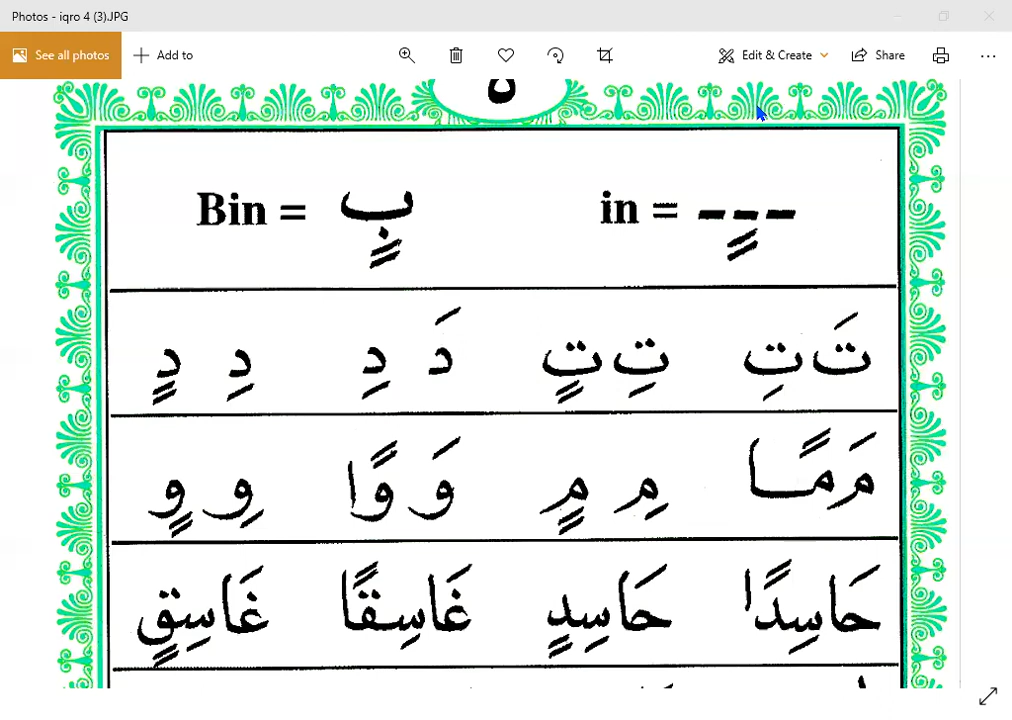 Photos - iqro 4 (3).JPG
See all photos
Add to
Edit & Create
Share
٥
in = ـٍ
Bin = بٍ
تَ تِ
تِ تٍ
دَ دِ
دِ دٍ
مَ مًا
مِ مٍ
وَ وًا
وِ وٍ
حَاسِدًا
حَاسِدٍ
غَاسِقًا
غَاسِقٍ